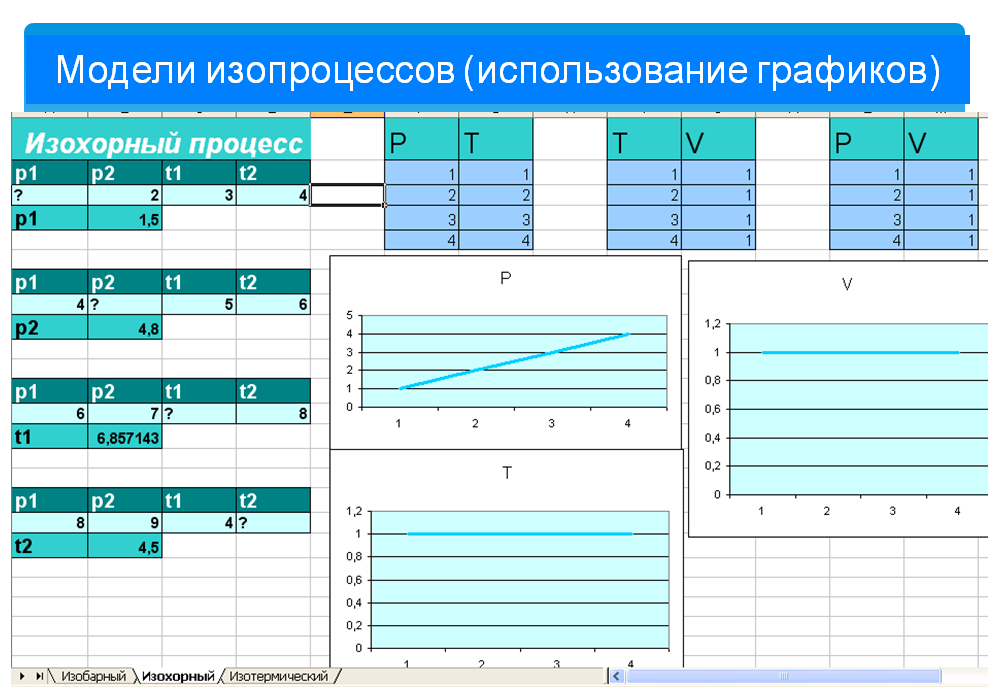 Модели изопроцессов (использование графиков)
Изохорный процесс
P T
T V
P V
p1 p2 t1 t2
1 1 1 1 1 1
? 2 3 4
2 2 2 1 2 1
p1 1,5
3 3 3 1 3 1
4 4 4 1 4 1
p1 p2 t1 t2
4 ? 5 6
p2 4,8
p1 p2 t1 t2
6 7 ? 8
t1 6,857143
p1 p2 t1 t2
8 9 4 ?
t2 4,5
P
5
4
3
2
1
0
1 2 3 4
V
1,2
1
0,8
0,6
0,4
0,2
0
1 2 3 4
T
1,2
1
0,8
0,6
0,4
0,2
0
1 2 3 4
Изобарный Изохорный Изотермический